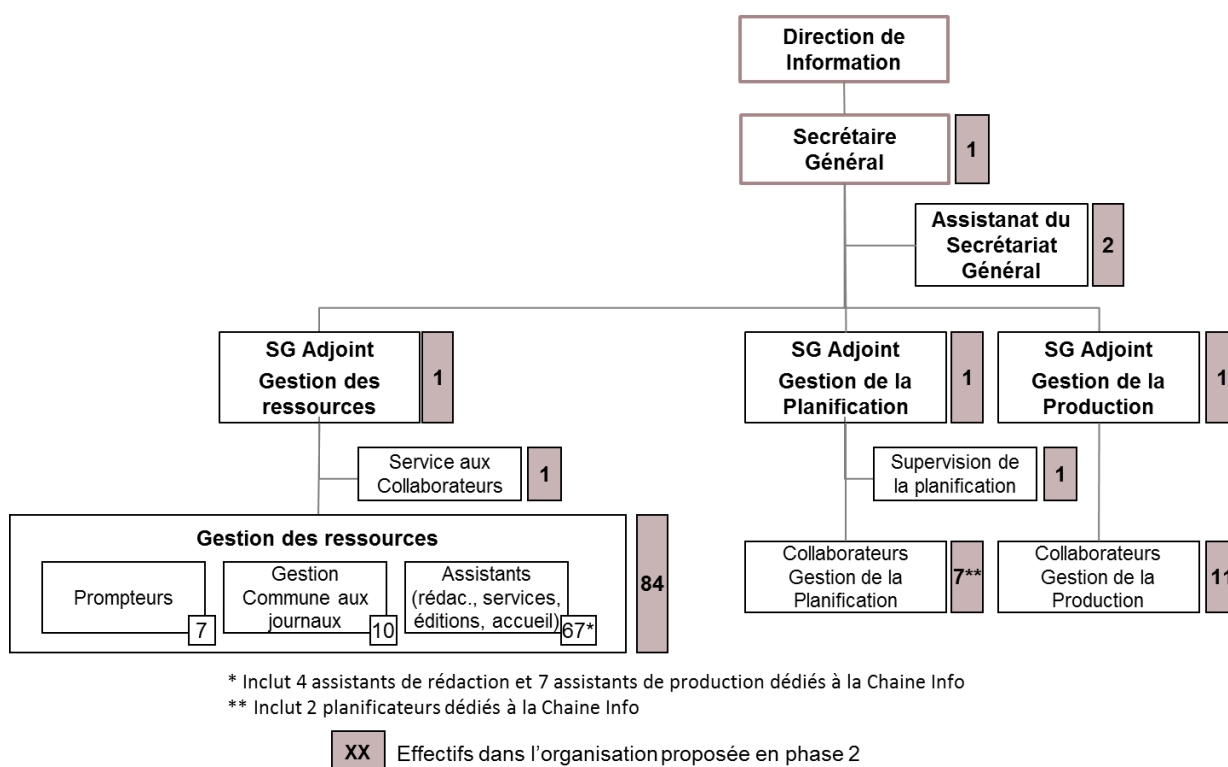 Direction de
Information
Secrétaire
Général
1
Assistanat du
Secrétariat
Général
2
SG Adjoint
Gestion des
ressources
1
SG Adjoint
Gestion de la
Planification
1
SG Adjoint
Gestion de la
Production
1
Service aux
Collaborateurs
1
Supervision de
la planification
1
Gestion des ressources
Prompteurs
7
Gestion
Commune aux
journaux
10
Assistants
(rédac., services,
éditions, accueil)
67*
84
Collaborateurs
Gestion de la
Planification
7**
Collaborateurs
Gestion de la
Production
11
* Inclut 4 assistants de rédaction et 7 assistants de production dédiés à la Chaine Info
** Inclut 2 planificateurs dédiés à la Chaine Info
XX Effectifs dans l'organisation proposée en phase 2